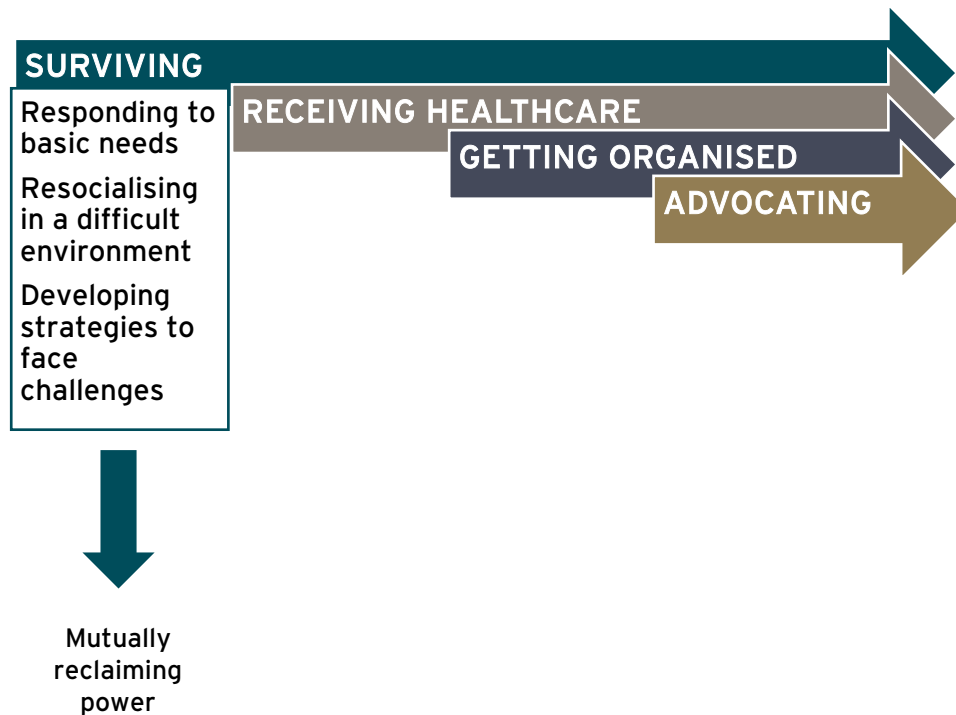 SURVIVING
Responding to
basic needs
Resocialising
in a difficult
environment
Developing
strategies to
face
challenges
RECEIVING HEALTHCARE
GETTING ORGANISED
ADVOCATING
Mutually
reclaiming
power